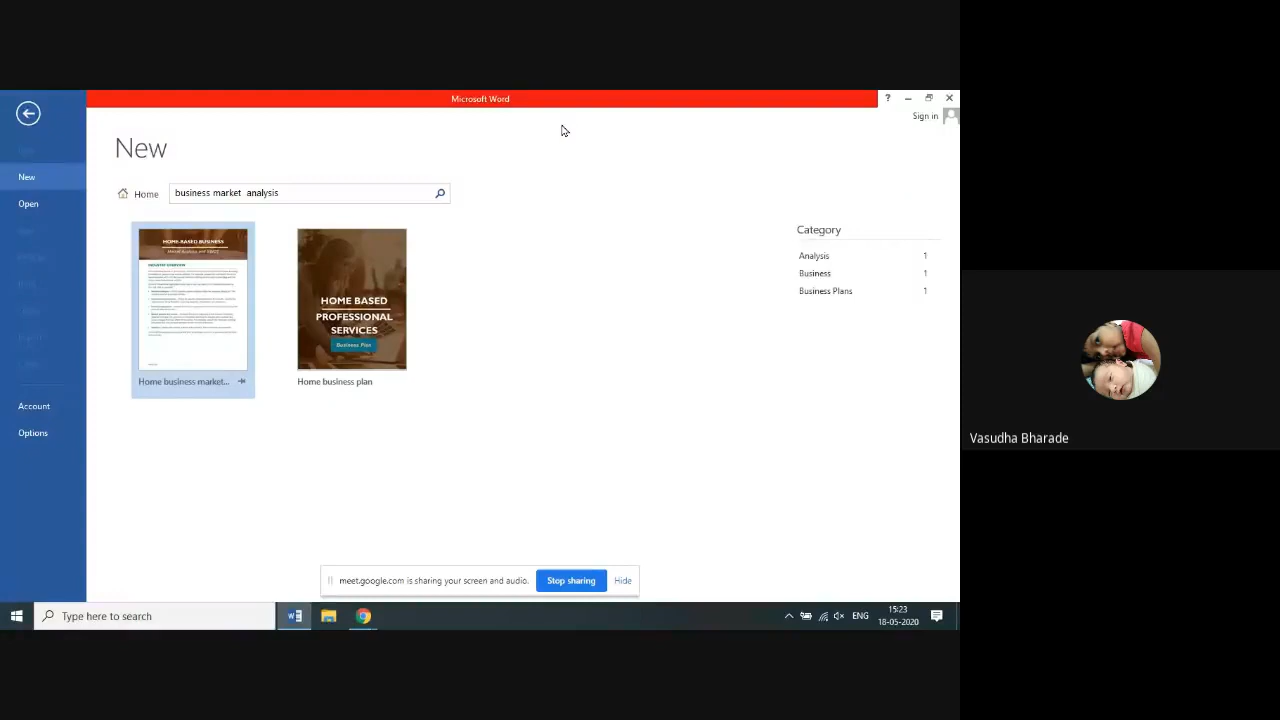 Microsoft Word
?
Sign in
New
New
Home
business market  analysis
Open
Category
Analysis 1
Business 1
Business Plans 1
HOME-BASED BUSINESS
HOME BASED
PROFESSIONAL
SERVICES
Business Plan
Home business market...
Home business plan
Account
Options
Vasudha Bharade
meet.google.com is sharing your screen and audio.
Stop sharing
Hide
Type here to search
ENG
15:23
18-05-2020